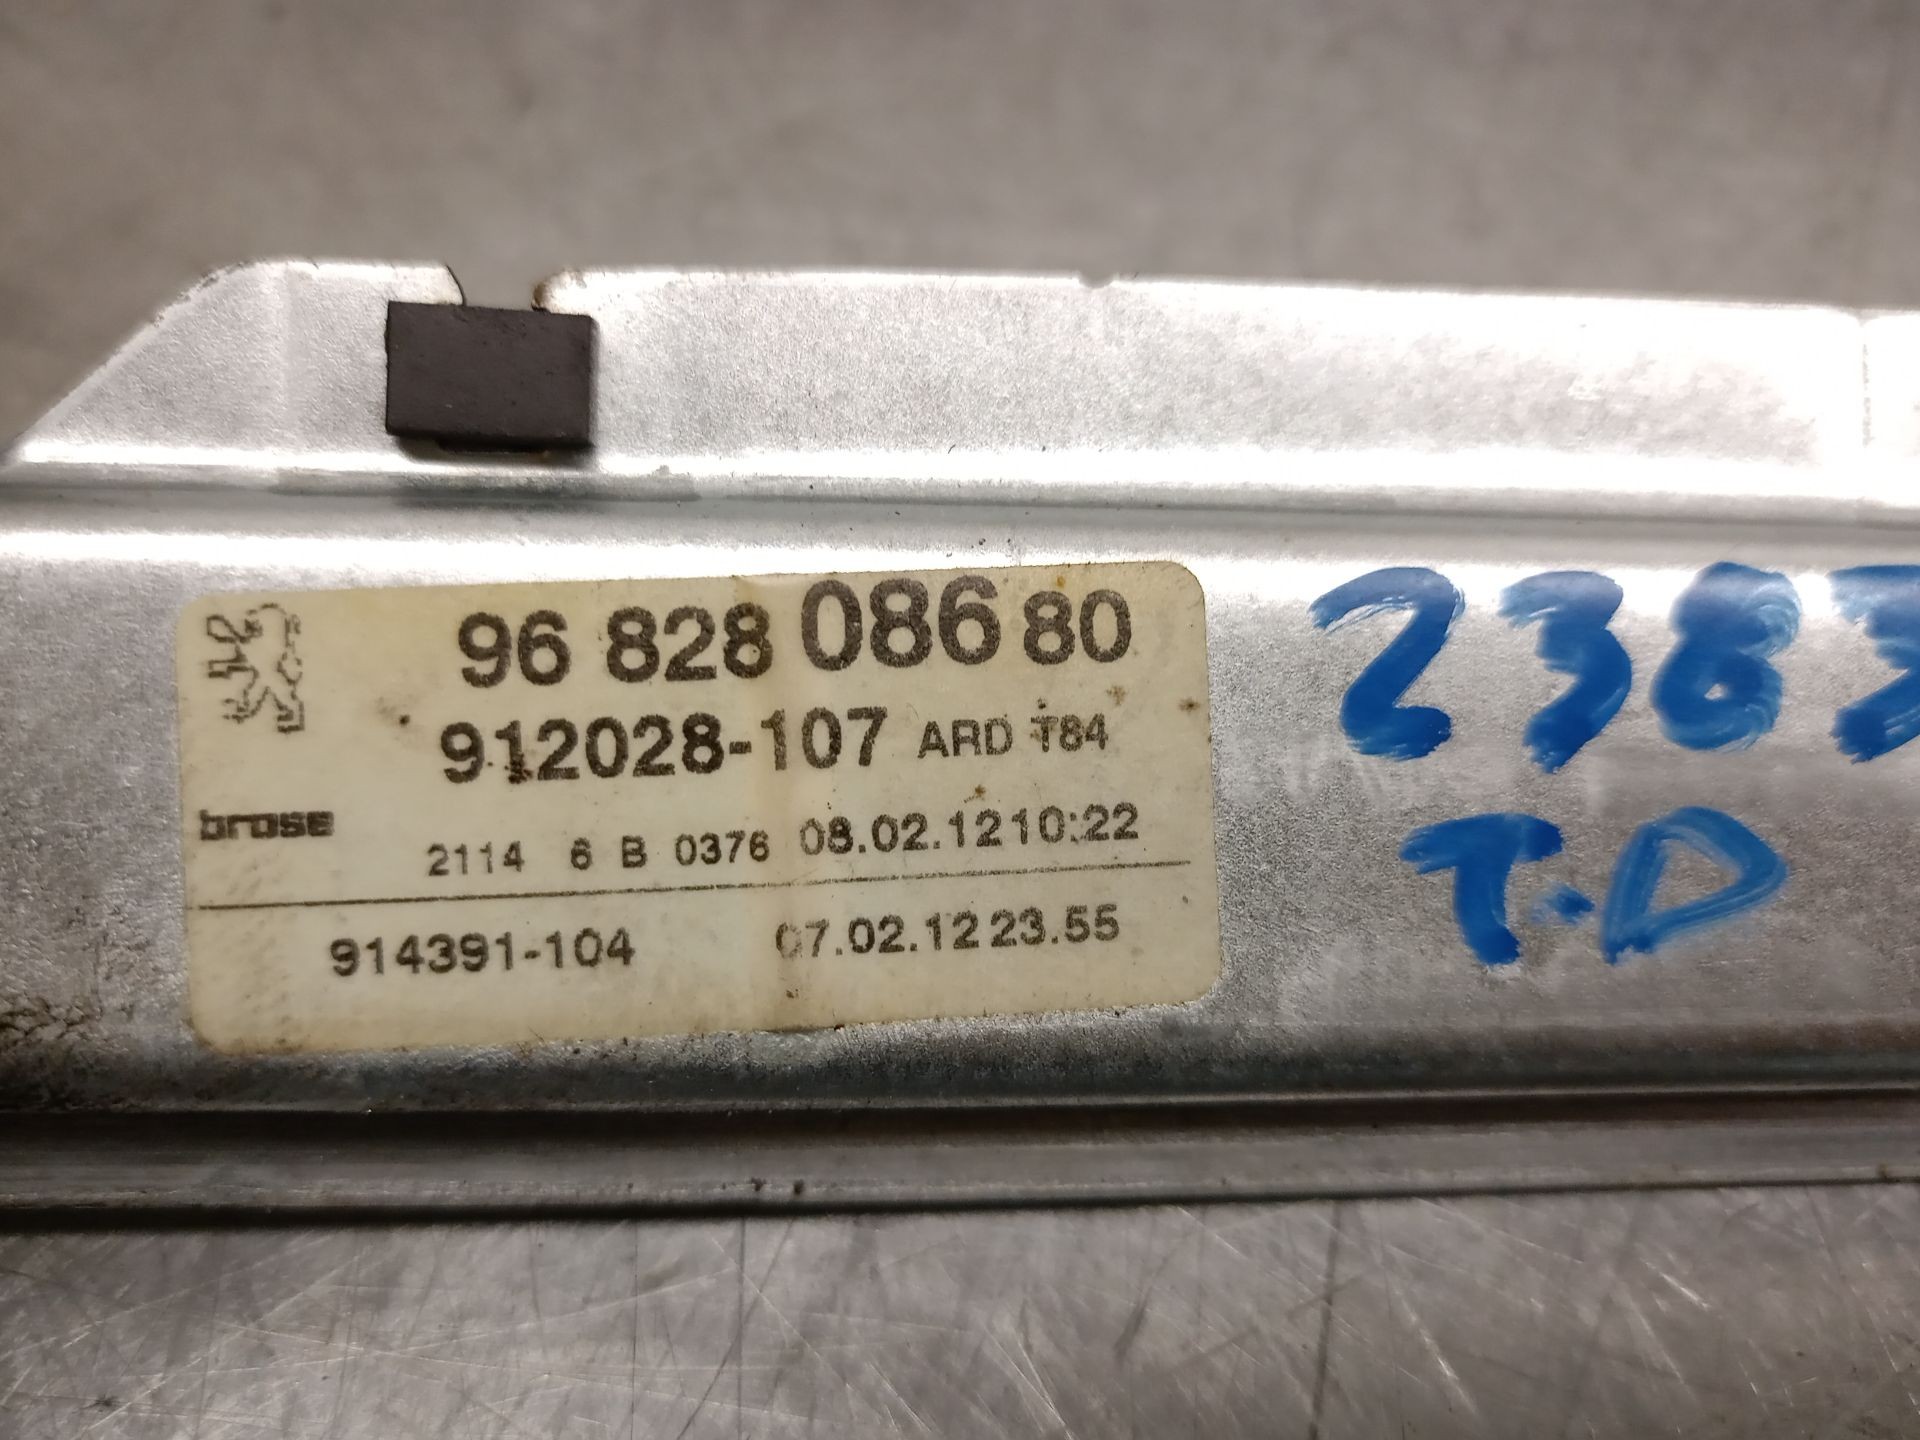 96 828 086 80
912028-107 ARD T84
brose
2114 6 B 0376 08.02.12 10:22
914391-104 07.02.12 23.55
T.D